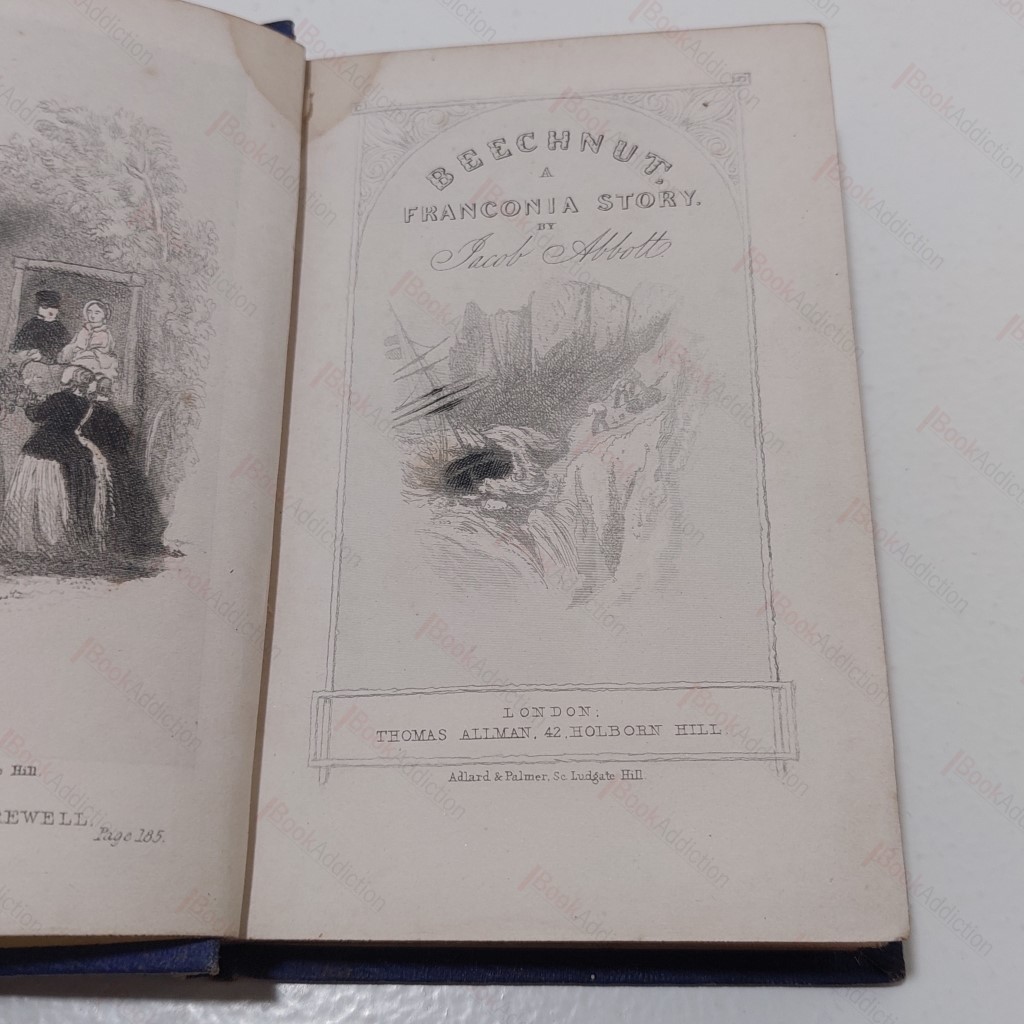 Hill.
REWELL.
Page 185.
BEECHNUT,
A
FRANCONIA STORY.
BY
Jacob Abbott.
LONDON;
THOMAS ALLMAN, 42, HOLBORN HILL.
Adlard & Palmer, Sc. Ludgate Hill.
BookAddiction